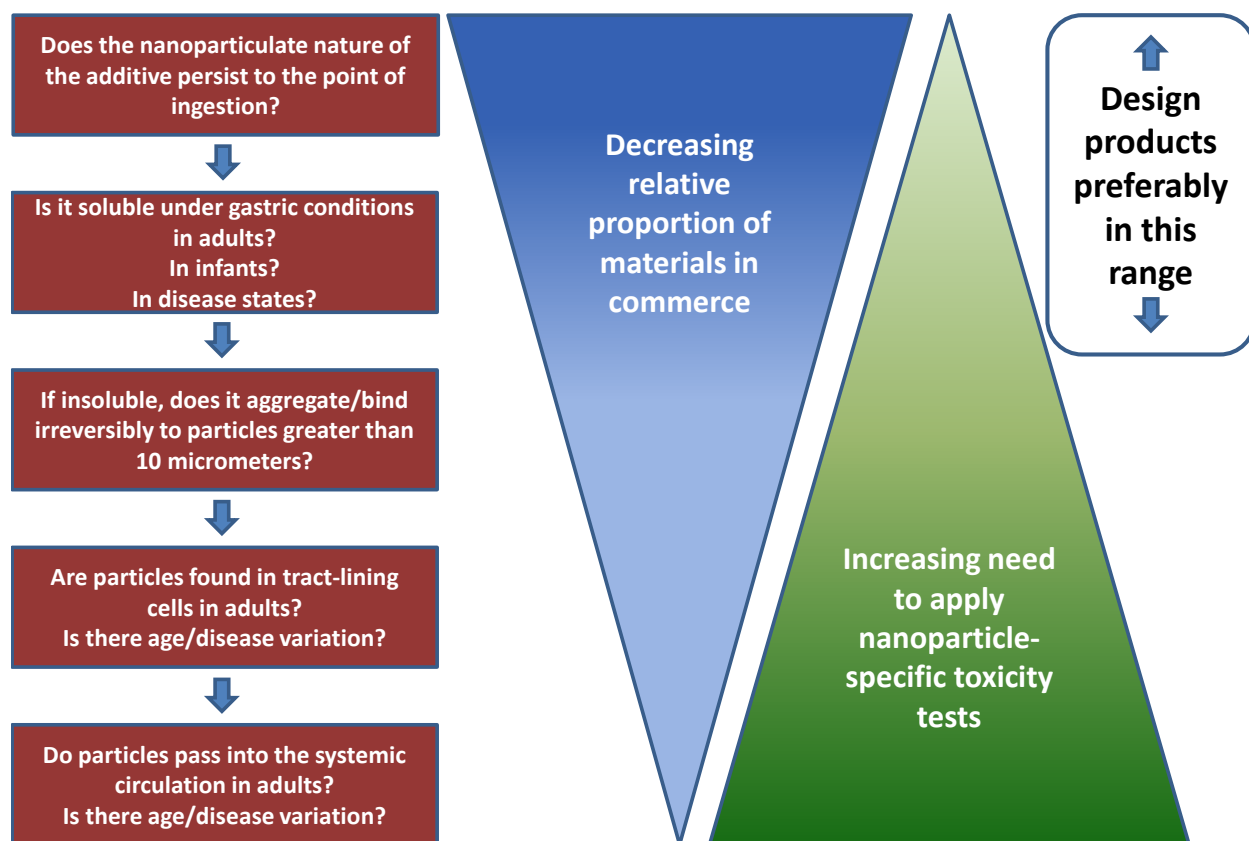 Does the nanoparticulate nature of
the additive persist to the point of
ingestion?
Is it soluble under gastric conditions
in adults?
In infants?
In disease states?
If insoluble, does it aggregate/bind
irreversibly to particles greater than
10 micrometers?
Are particles found in tract-lining
cells in adults?
Is there age/disease variation?
Do particles pass into the systemic
circulation in adults?
Is there age/disease variation?
Decreasing
relative
proportion of
materials in
commerce
Increasing need
to apply
nanoparticle-
specific toxicity
tests
Design
products
preferably
in this
range